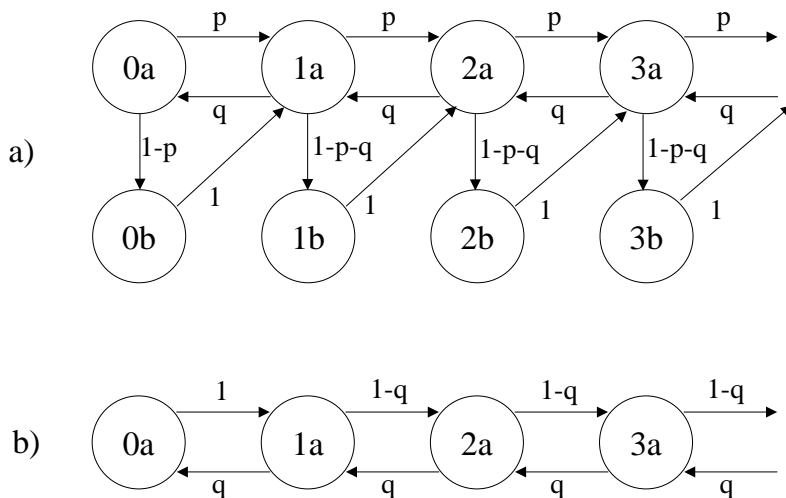 p p p p
0a 1a 2a 3a
q q q q
a)
1-p 1-p-q 1-p-q 1-p-q
1 1 1 1
0b 1b 2b 3b
1 1-q 1-q 1-q
b) 0a 1a 2a 3a
q q q q